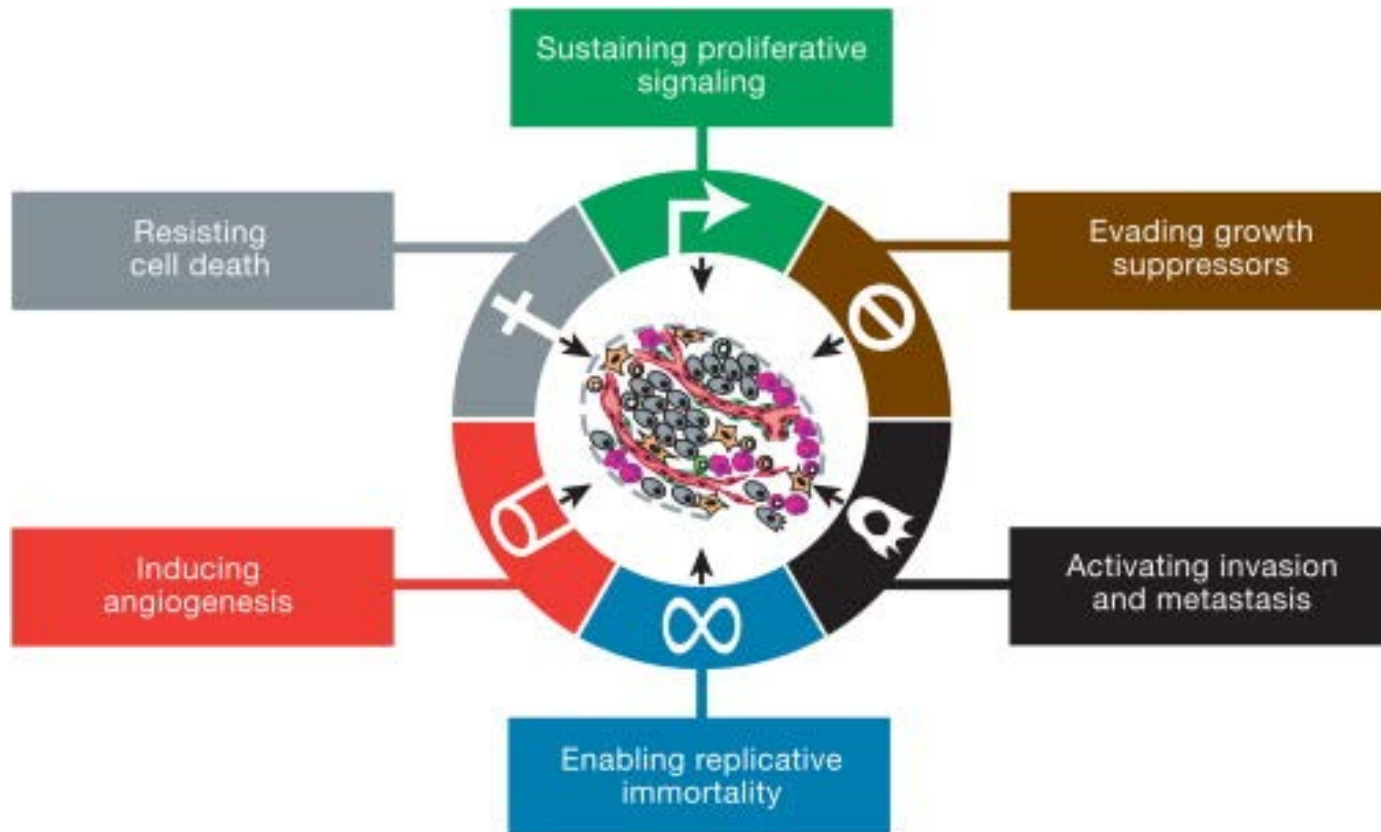 Sustaining proliferative
signaling
Resisting
cell death
Evading growth
suppressors
Inducing
angiogenesis
Activating invasion
and metastasis
Enabling replicative
immortality